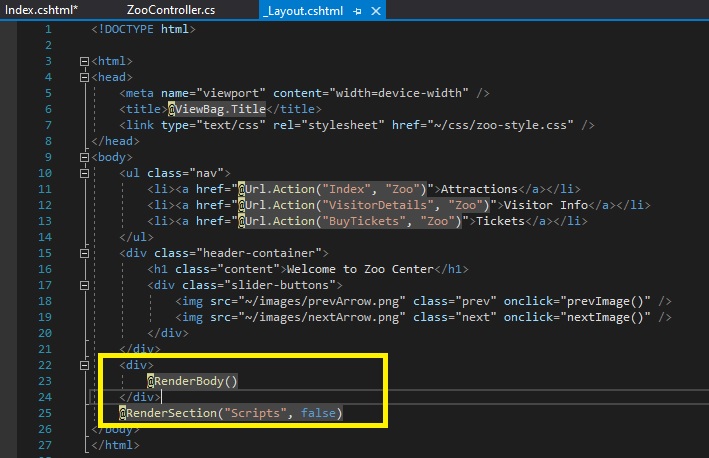 Index.cshtml* ZooController.cs _Layout.cshtml
1 <!DOCTYPE html>
2
3 <html>
4 <head>
5 <meta name="viewport" content="width=device-width" />
6 <title>@ViewBag.Title</title>
7 <link type="text/css" rel="stylesheet" href="~/css/zoo-style.css" />
8 </head>
9 <body>
10 <ul class="nav">
11 <li><a href="@Url.Action("Index", "Zoo")">Attractions</a></li>
12 <li><a href="@Url.Action("VisitorDetails", "Zoo")">Visitor Info</a></li>
13 <li><a href="@Url.Action("BuyTickets", "Zoo")">Tickets</a></li>
14 </ul>
15 <div class="header-container">
16 <h1 class="content">Welcome to Zoo Center</h1>
17 <div class="slider-buttons">
18 <img src="~/images/prevArrow.png" class="prev" onclick="prevImage()" />
19 <img src="~/images/nextArrow.png" class="next" onclick="nextImage()" />
20 </div>
21 </div>
22 <div>
23 @RenderBody()
24 </div>
25 @RenderSection("Scripts", false)
26 </body>
27 </html>